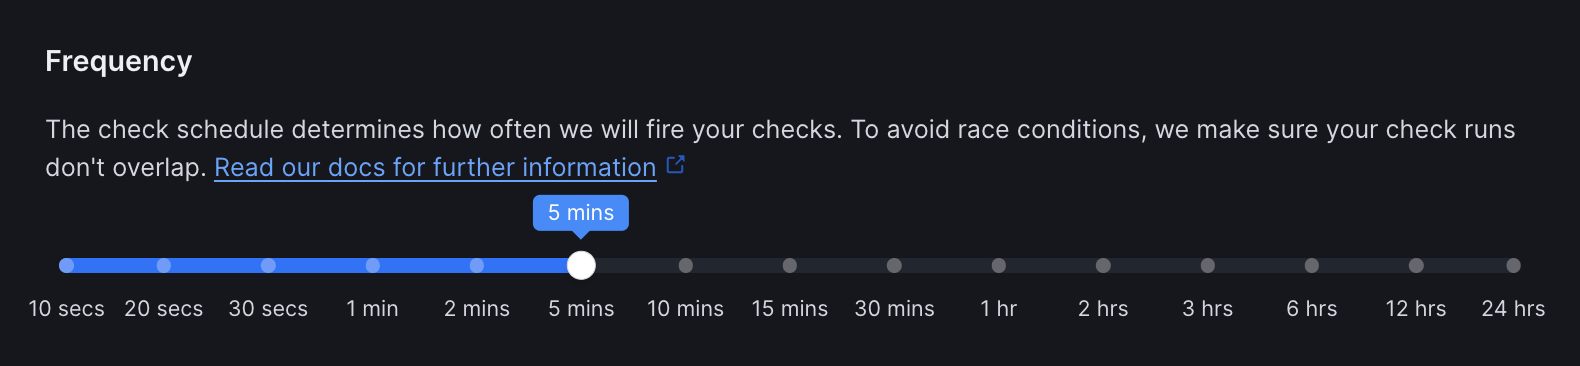 Frequency
The check schedule determines how often we will fire your checks. To avoid race conditions, we make sure your check runs
don't overlap. Read our docs for further information
5 mins
10 secs 20 secs 30 secs 1 min 2 mins 5 mins 10 mins 15 mins 30 mins 1 hr 2 hrs 3 hrs 6 hrs 12 hrs 24 hrs